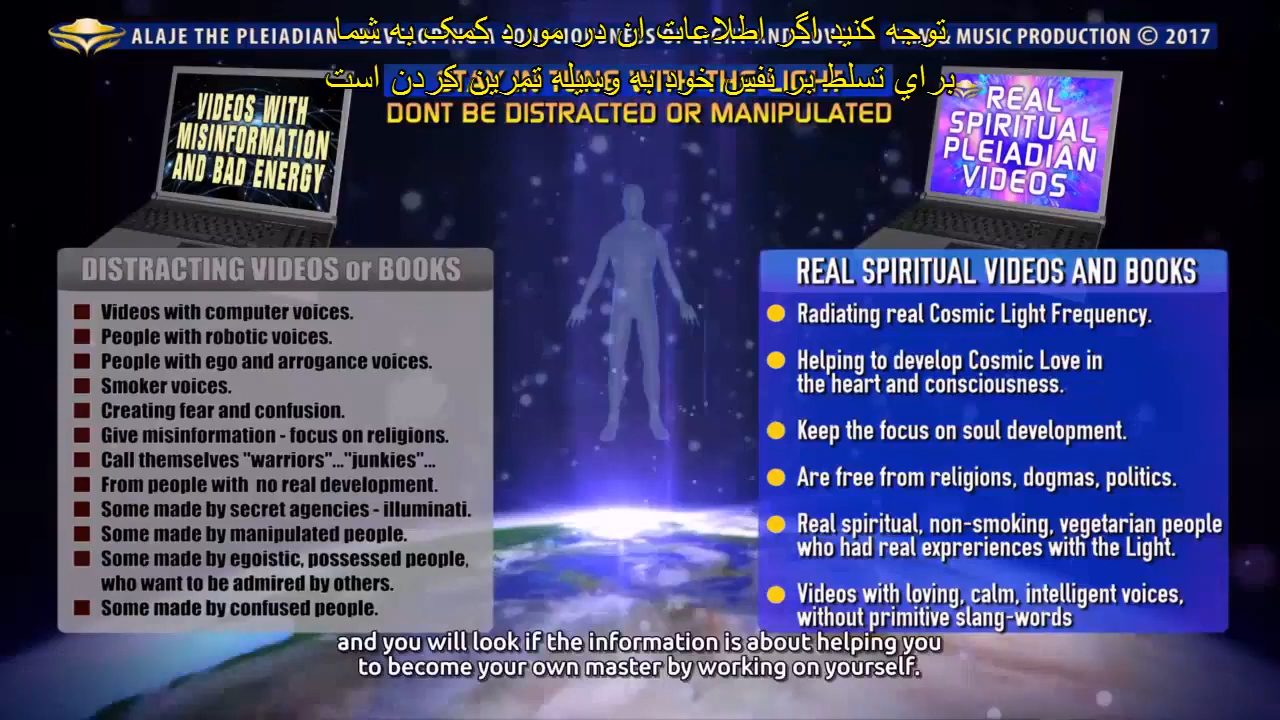 ALAJE THE PLEIADIAN
MUSIC PRODUCTION © 2017
توجه کنید اگر اطلاعات ان در مورد کمک به شما
براي تسلط بر نفس خود به وسیله تمرین کردن است
DONT BE DISTRACTED OR MANIPULATED
VIDEOS WITH
MISINFORMATION
AND BAD ENERGY
REAL
SPIRITUAL
PLEIADIAN
VIDEOS
DISTRACTING VIDEOS or BOOKS
Videos with computer voices.
People with robotic voices.
People with ego and arrogance voices.
Smoker voices.
Creating fear and confusion.
Give misinformation - focus on religions.
Call themselves "warriors"..."junkies"...
From people with no real development.
Some made by secret agencies - illuminati.
Some made by manipulated people.
Some made by egoistic, possessed people,
who want to be admired by others.
Some made by confused people.
REAL SPIRITUAL VIDEOS AND BOOKS
Radiating real Cosmic Light Frequency.
Helping to develop Cosmic Love in
the heart and consciousness.
Keep the focus on soul development.
Are free from religions, dogmas, politics.
Real spiritual, non-smoking, vegetarian people
who had real expreriences with the Light.
Videos with loving, calm, intelligent voices,
without primitive slang-words
and you will look if the information is about helping you
to become your own master by working on yourself.